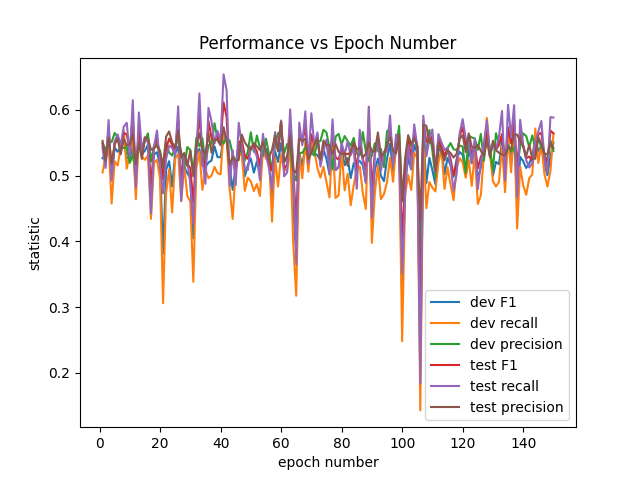 Performance vs Epoch Number
statistic
0.6
0.5
0.4
0.3
0.2
dev F1
dev recall
dev precision
test F1
test recall
test precision
0 20 40 60 80 100 120 140
epoch number